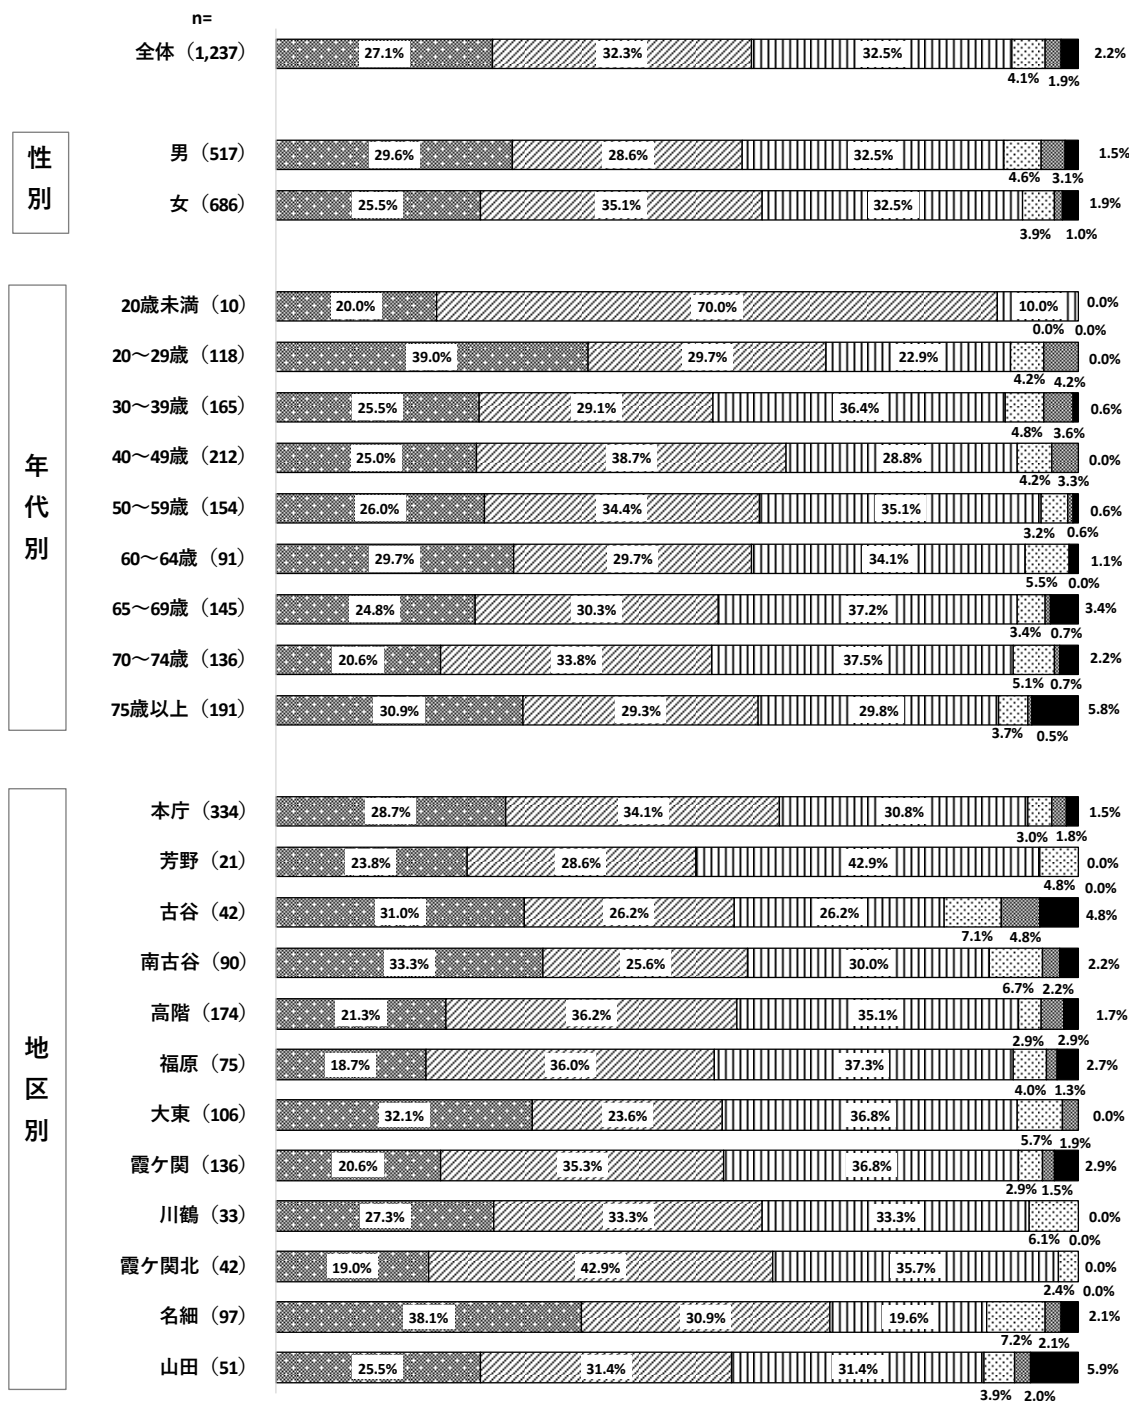 n=
全体（1,237） 27.1% 32.3% 32.5% 2.2%
4.1% 1.9%
性別
男（517） 29.6% 28.6% 32.5% 1.5%
4.6% 3.1%
女（686） 25.5% 35.1% 32.5% 1.9%
3.9% 1.0%
年代別
20歳未満（10） 20.0% 70.0% 10.0% 0.0%
0.0% 0.0%
20～29歳（118） 39.0% 29.7% 22.9% 0.0%
4.2% 4.2%
30～39歳（165） 25.5% 29.1% 36.4% 0.6%
4.8% 3.6%
40～49歳（212） 25.0% 38.7% 28.8% 0.0%
4.2% 3.3%
50～59歳（154） 26.0% 34.4% 35.1% 0.6%
3.2% 0.6%
60～64歳（91） 29.7% 29.7% 34.1% 1.1%
5.5% 0.0%
65～69歳（145） 24.8% 30.3% 37.2% 3.4%
3.4% 0.7%
70～74歳（136） 20.6% 33.8% 37.5% 2.2%
5.1% 0.7%
75歳以上（191） 30.9% 29.3% 29.8% 5.8%
3.7% 0.5%
地区別
本庁（334） 28.7% 34.1% 30.8% 1.5%
3.0% 1.8%
芳野（21） 23.8% 28.6% 42.9% 0.0%
4.8% 0.0%
古谷（42） 31.0% 26.2% 26.2% 4.8%
7.1% 4.8%
南古谷（90） 33.3% 25.6% 30.0% 2.2%
6.7% 2.2%
高階（174） 21.3% 36.2% 35.1% 1.7%
2.9% 2.9%
福原（75） 18.7% 36.0% 37.3% 2.7%
4.0% 1.3%
大東（106） 32.1% 23.6% 36.8% 0.0%
5.7% 1.9%
霞ケ関（136） 20.6% 35.3% 36.8% 2.9%
2.9% 1.5%
川鶴（33） 27.3% 33.3% 33.3% 0.0%
6.1% 0.0%
霞ケ関北（42） 19.0% 42.9% 35.7% 0.0%
2.4% 0.0%
名細（97） 38.1% 30.9% 19.6% 2.1%
7.2% 2.1%
山田（51） 25.5% 31.4% 31.4% 5.9%
3.9% 2.0%